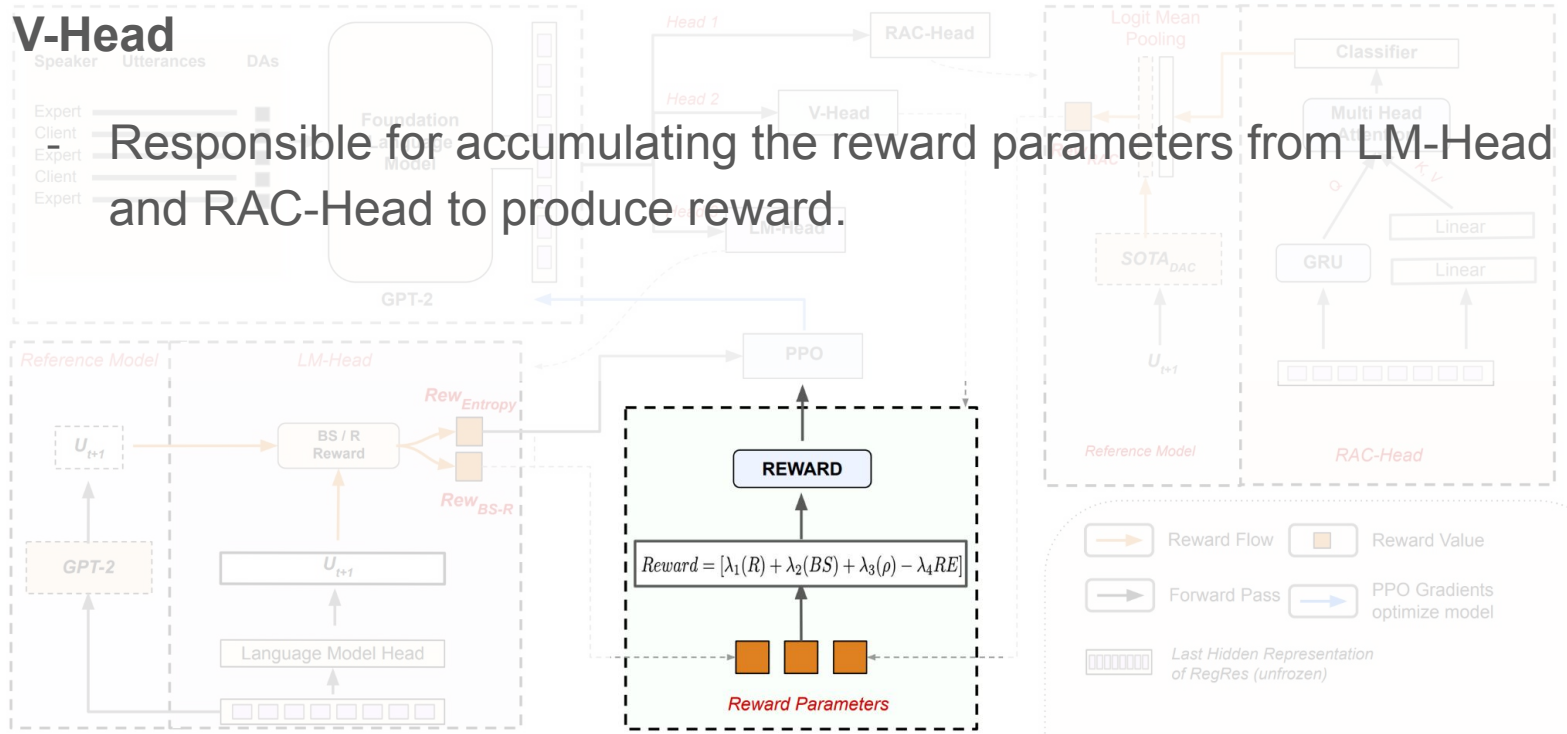 V-Head
- Responsible for accumulating the reward parameters from LM-Head
and RAC-Head to produce reward.
Speaker Utterances DAs
Expert
Client
Expert
Client
Expert
Foundation
Language
Model
GPT-2
Head 1
RAC-Head
Head 2
V-Head
LM-Head
Logit Mean
Pooling
Classifier
Multi Head
Attention
Q
K, V
Linear
Linear
GRU
SOTA_DAC
U_t+1
Reference Model
RAC-Head
PPO
Reference Model
LM-Head
Rew_Entropy
U_t+1
BS / R
Reward
Rew_BS-R
GPT-2
U_t+1
Language Model Head
REWARD
Reward = [λ₁(R) + λ₂(BS) + λ₃(ρ) − λ₄RE]
Reward Parameters
Reward Flow
Reward Value
Forward Pass
PPO Gradients
optimize model
Last Hidden Representation
of RegRes (unfrozen)